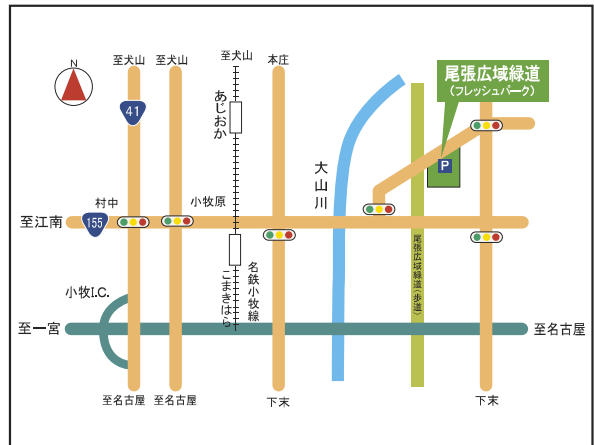 N
至犬山
至犬山
至犬山
本庄
尾張広域緑道
(フレッシュパーク)
41
あじおか
P
大山川
村中
小牧原
155
至江南
尾張広域緑道(歩道)
名鉄小牧線
こまきはら
小牧I.C.
至一宮
至名古屋
至名古屋
至名古屋
下末
下末